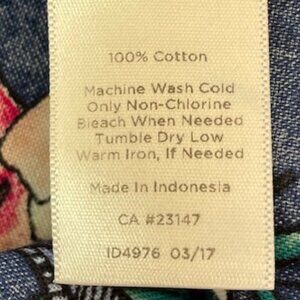 100% Cotton
Machine Wash Cold
Only Non-Chlorine
Bleach When Needed
Tumble Dry Low
Warm Iron, If Needed
Made In Indonesia
CA #23147
ID4976 03/17